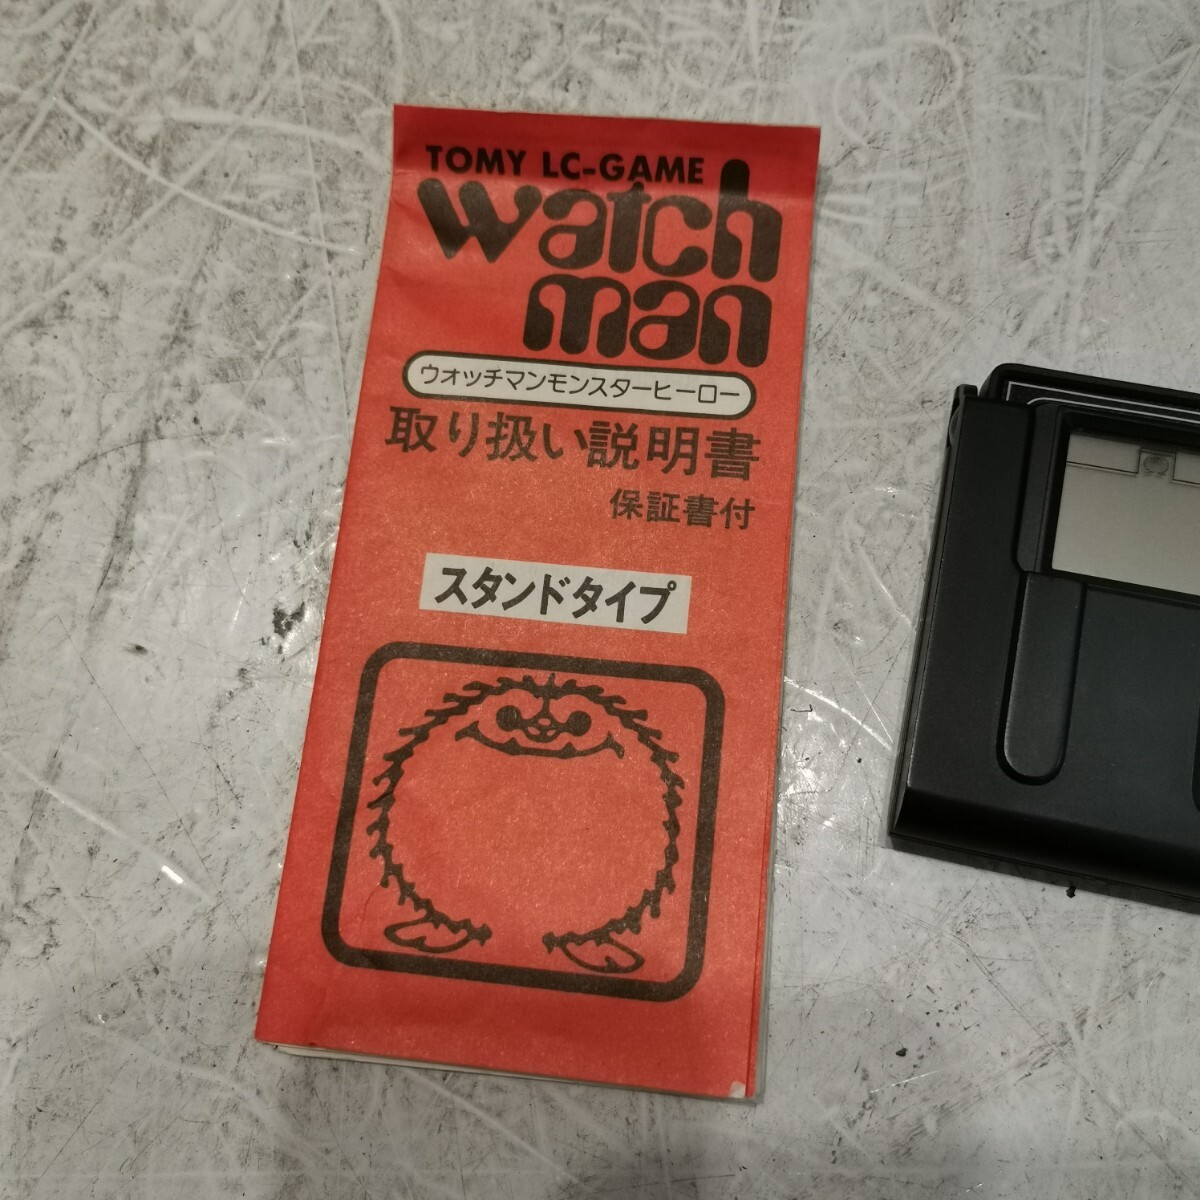 TOMY LC-GAME
watch
man
ウォッチマンモンスターヒーロー
取り扱い説明書
保証書付
スタンドタイプ